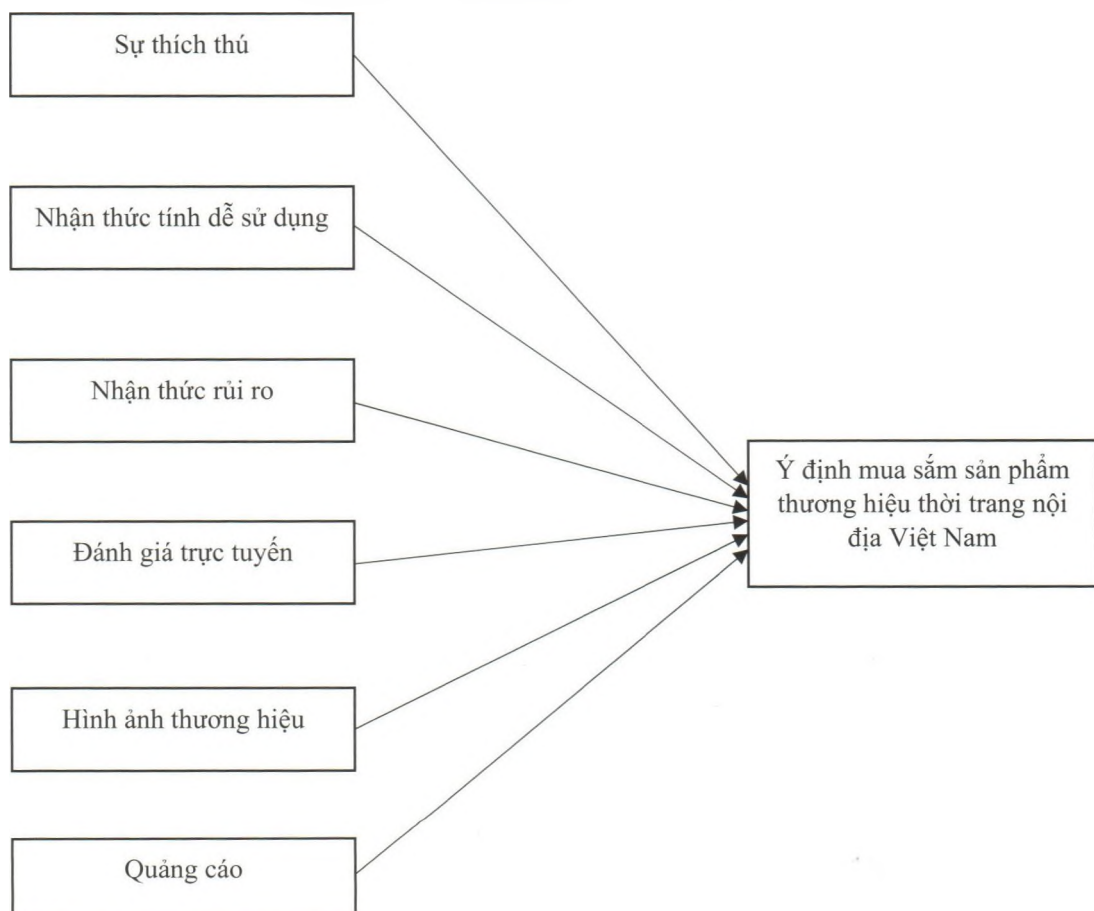 Sự thích thú
Nhận thức tính dễ sử dụng
Nhận thức rủi ro
Đánh giá trực tuyến
Hình ảnh thương hiệu
Quảng cáo
Ý định mua sắm sản phẩm
thương hiệu thời trang nội
địa Việt Nam